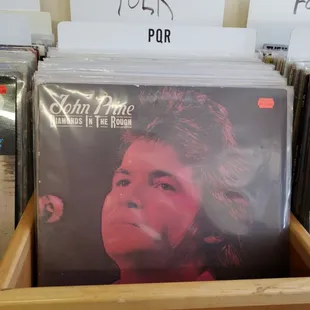 FOLK
PQR
John Prine
DIAMONDS IN THE ROUGH